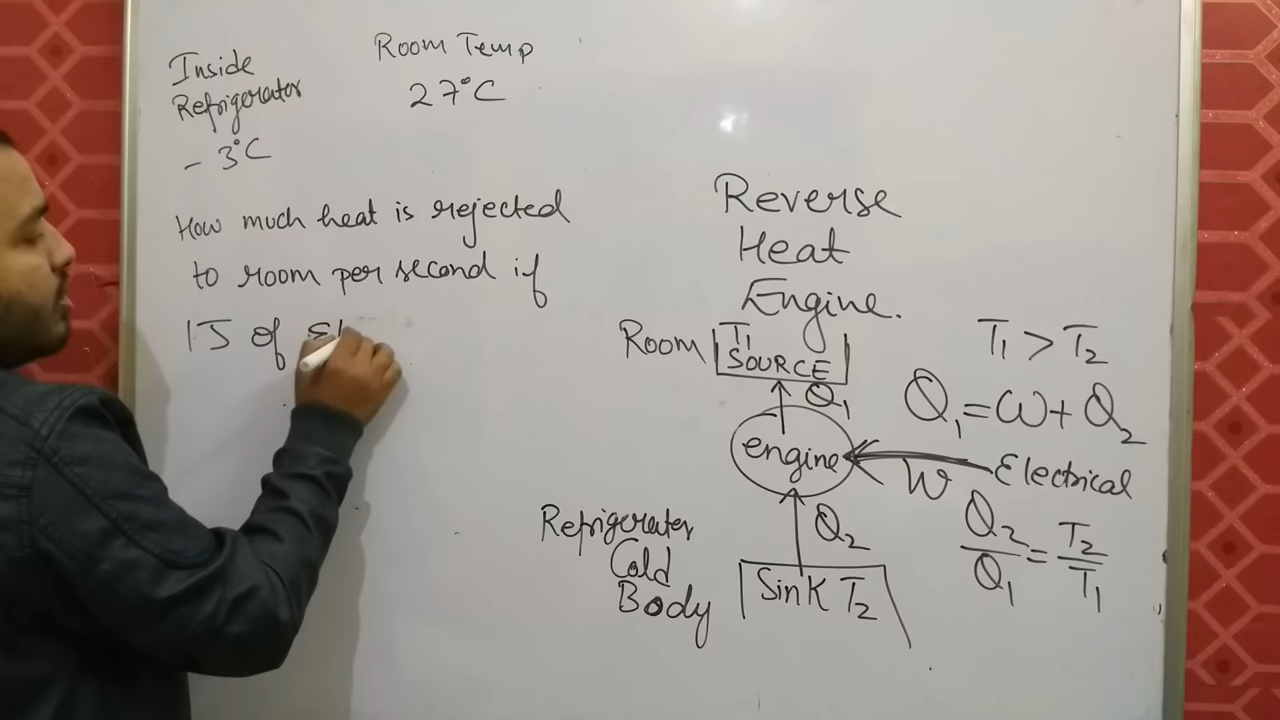 Inside
Refrigerator
- 3°C
Room Temp
27°C
How much heat is rejected
to room per second if
1J of El
Reverse
Heat
Engine.
Room
T1
SOURCE
Q1
engine
W
Electrical
Q2
Refrigerater
Cold
Body
Sink T2
T1 > T2
Q1 = W + Q2
Q2/Q1 = T2/T1